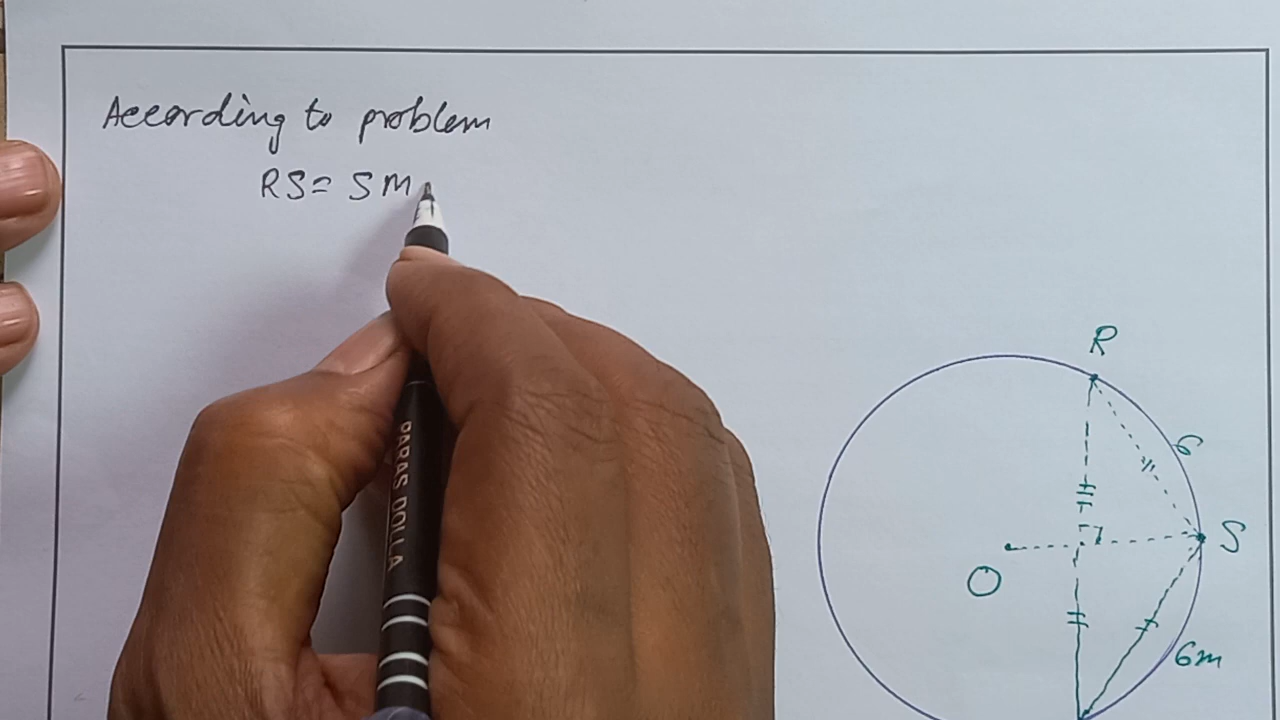 According to problem
RS = SM
R
6
S
O
6m
PARAS DOLLA